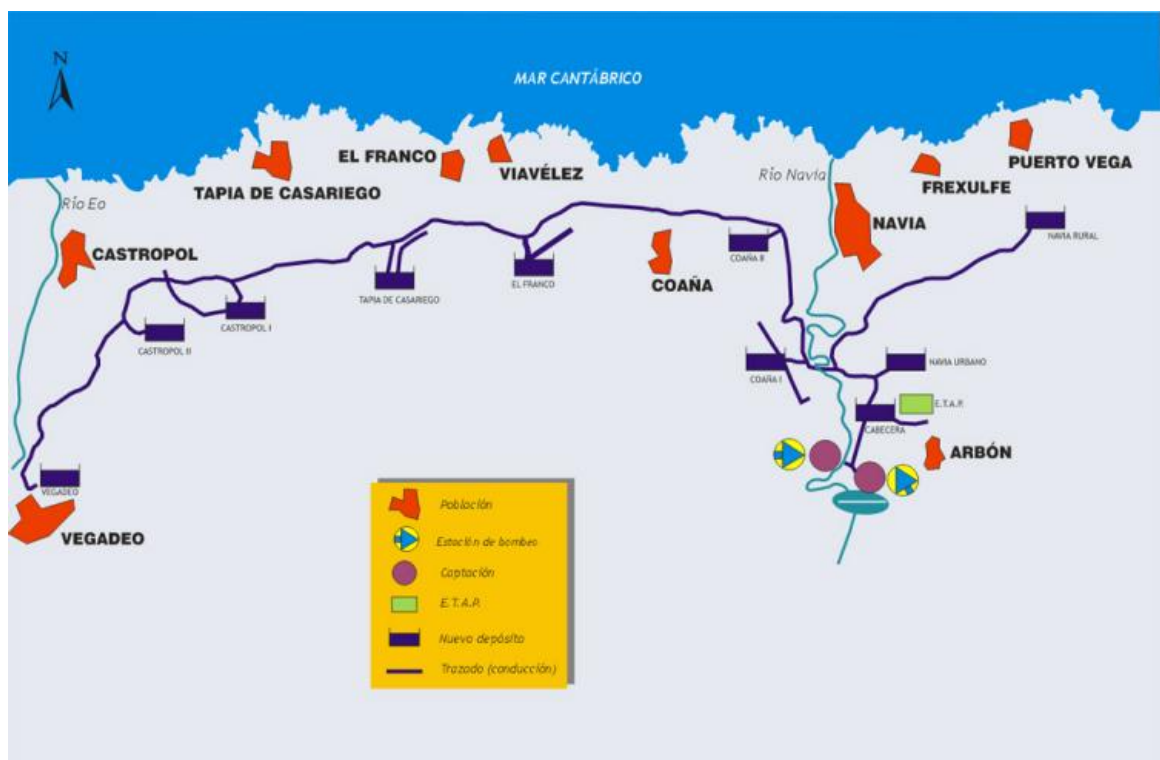 N
MAR CANTÁBRICO
PUERTO VEGA
EL FRANCO
VIAVÉLEZ
TAPIA DE CASARIEGO
FREXULFE
Río Navia
Río Eo
NAVIA
NAVIA RURAL
CASTROPOL
COAÑA II
COAÑA
EL FRANCO
TAPIA DE CASARIEGO
CASTROPOL I
CASTROPOL II
COAÑA I
NAVIA URBANO
E.T.A.P.
CABECERA
ARBÓN
VEGADEO
VEGADEO
Población
Estación de bombeo
Captación
E.T.A.P.
Nuevo depósito
Trazado (conducción)